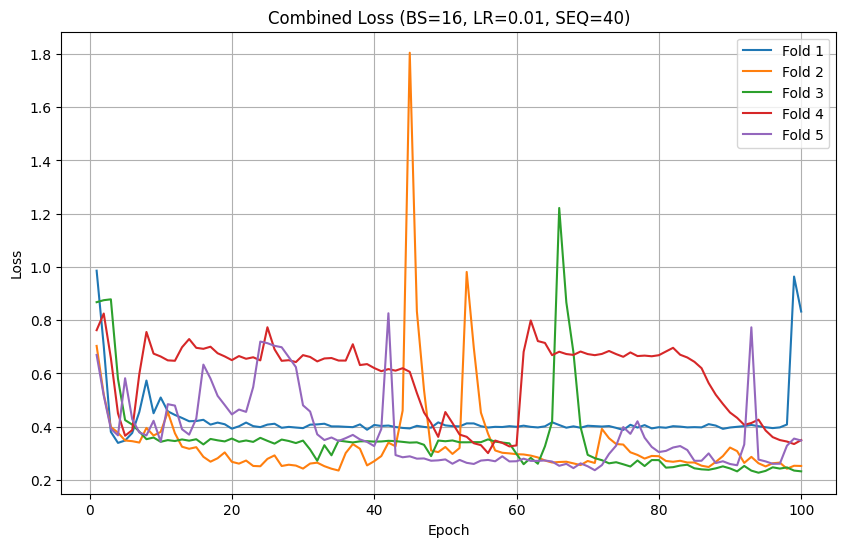 Combined Loss (BS=16, LR=0.01, SEQ=40)
Loss
1.8
1.6
1.4
1.2
1.0
0.8
0.6
0.4
0.2
Fold 1
Fold 2
Fold 3
Fold 4
Fold 5
0 20 40 60 80 100
Epoch